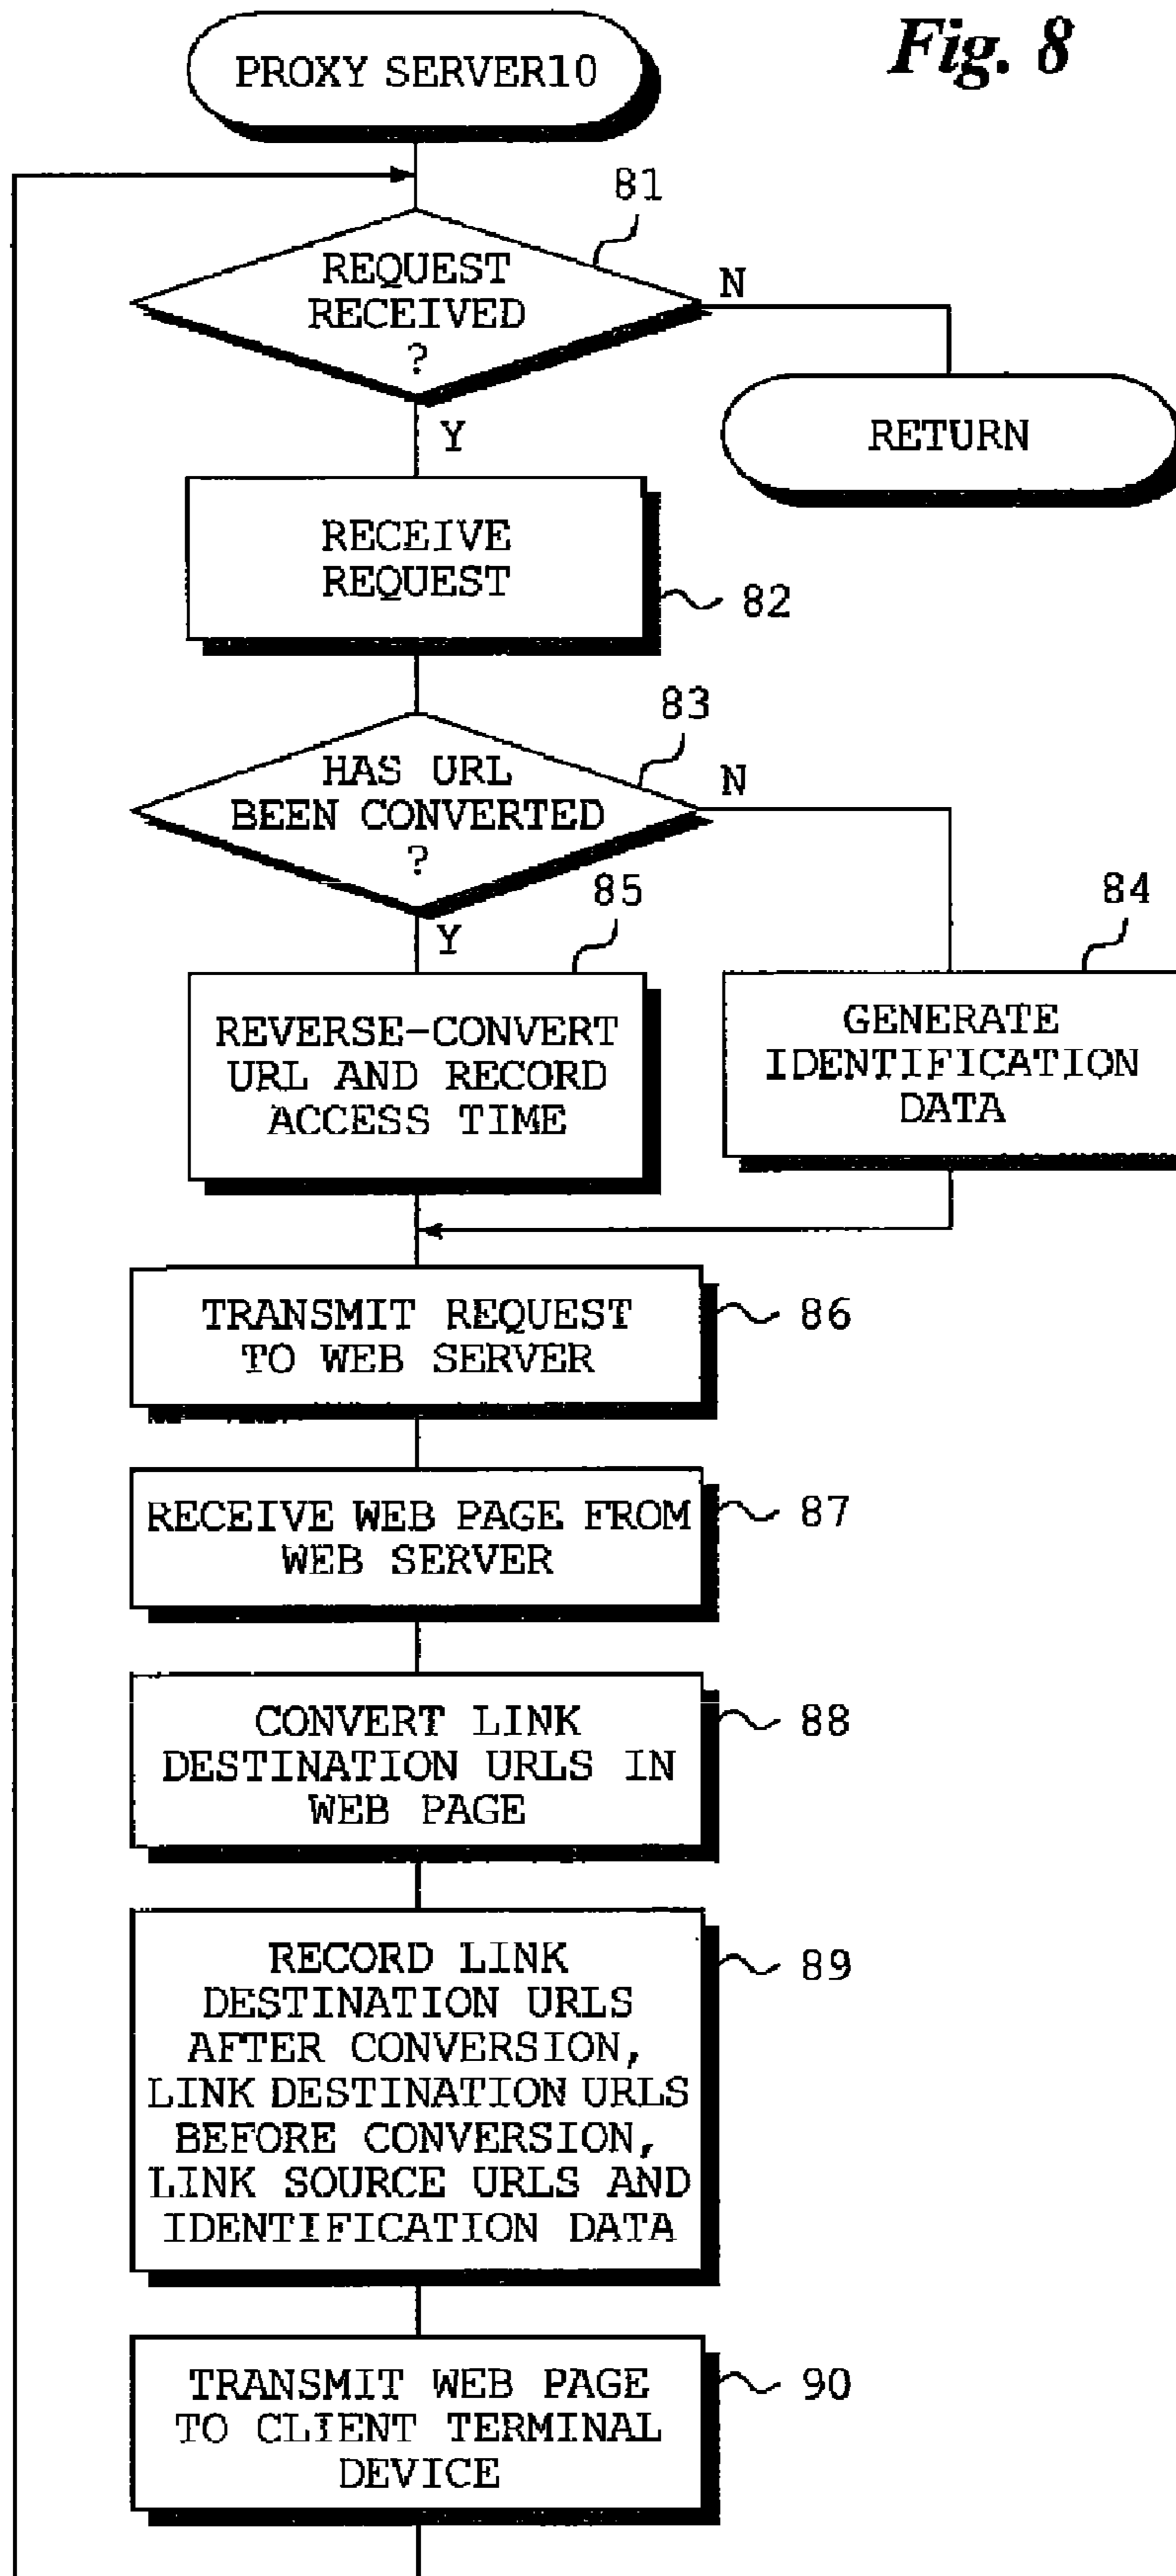 Fig. 8
PROXY SERVER10
81
REQUEST
RECEIVED
?
N
Y
RETURN
RECEIVE
REQUEST
82
83
HAS URL
BEEN CONVERTED
?
N
Y
85
84
REVERSE-CONVERT
URL AND RECORD
ACCESS TIME
GENERATE
IDENTIFICATION
DATA
TRANSMIT REQUEST
TO WEB SERVER
86
RECEIVE WEB PAGE FROM
WEB SERVER
87
CONVERT LINK
DESTINATION URLS IN
WEB PAGE
88
RECORD LINK
DESTINATION URLS
AFTER CONVERSION,
LINK DESTINATION URLS
BEFORE CONVERSION,
LINK SOURCE URLS AND
IDENTIFICATION DATA
89
TRANSMIT WEB PAGE
TO CLIENT TERMINAL
DEVICE
90